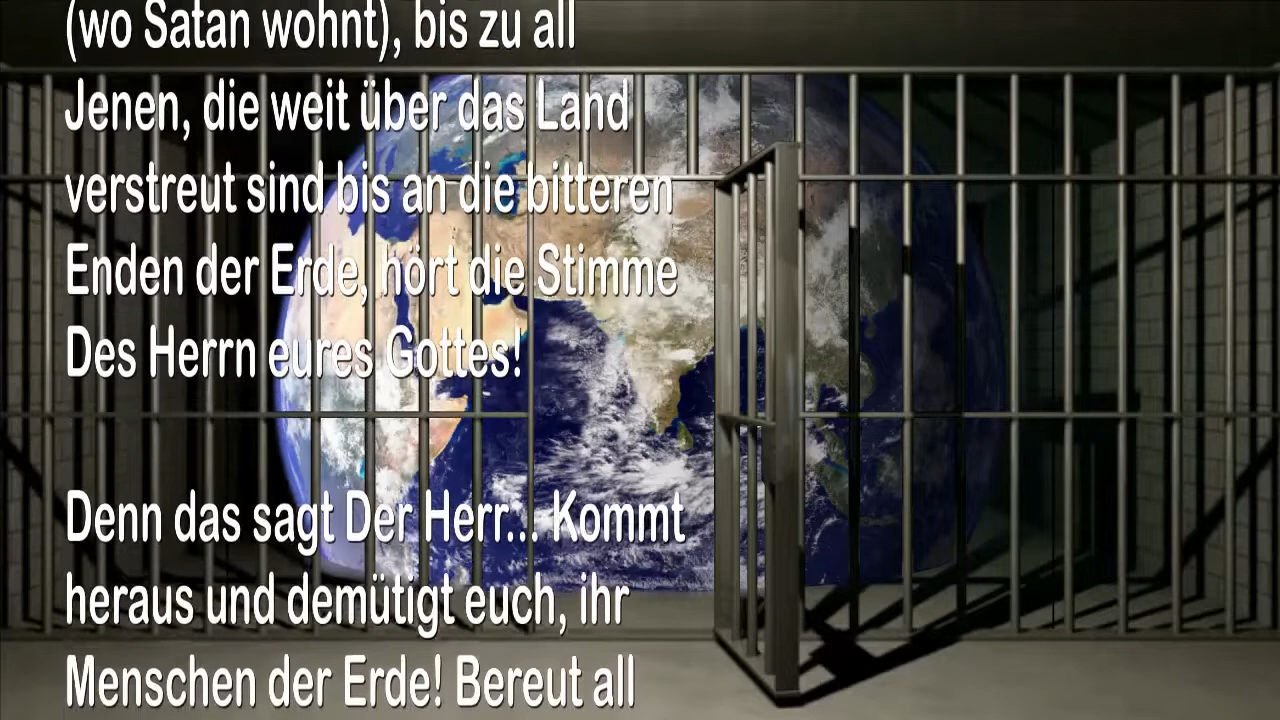 (wo Satan wohnt), bis zu all
Jenen, die weit über das Land
verstreut sind bis an die bitteren
Enden der Erde, hört die Stimme
Des Herrn eures Gottes!
Denn das sagt Der Herr... Kommt
heraus und demütigt euch, ihr
Menschen der Erde! Bereut all